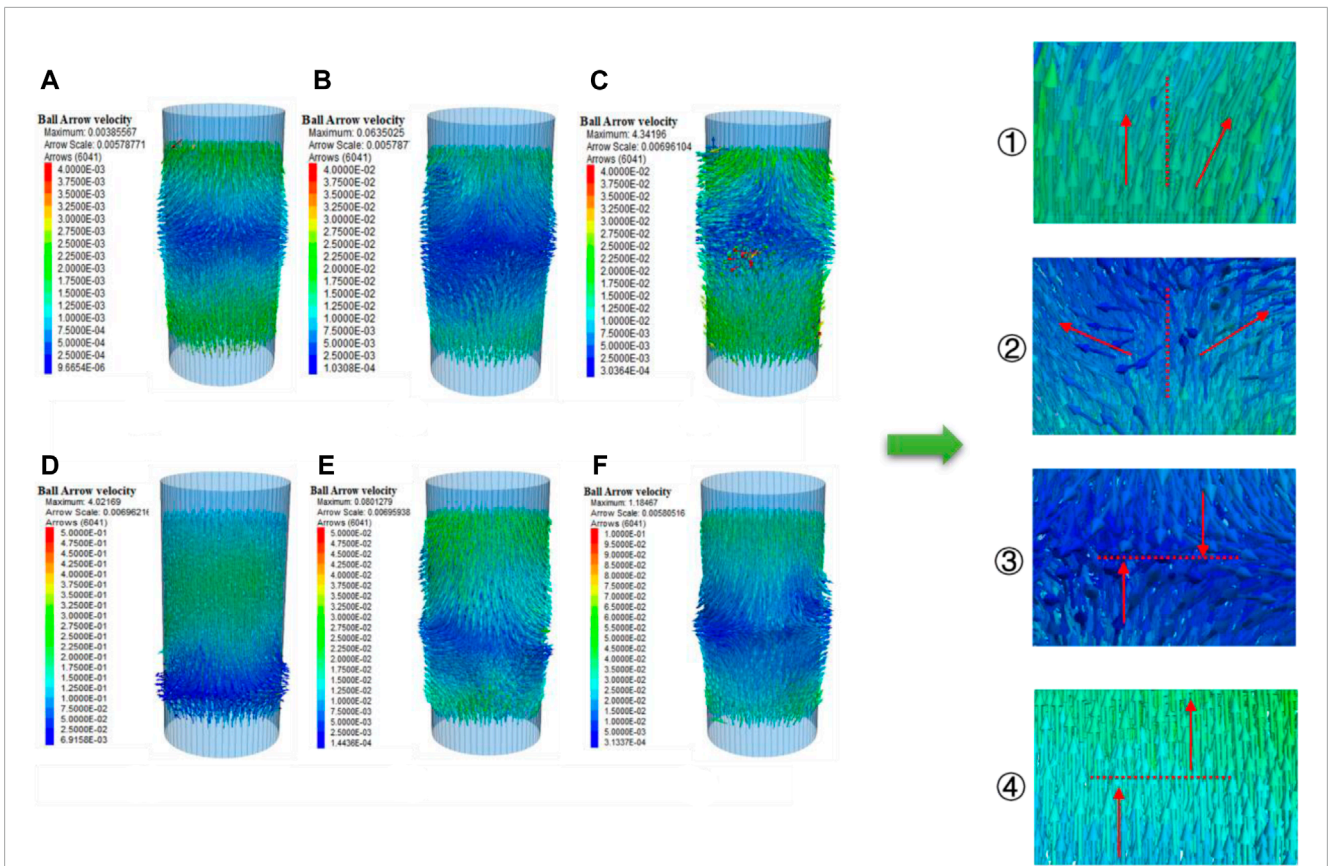 A
Ball Arrow velocity
Maximum: 0.00385567
Arrow Scale: 0.00578771
Arrows (6041)
4.0000E-03
3.7500E-03
3.5000E-03
3.2500E-03
3.0000E-03
2.7500E-03
2.5000E-03
2.2500E-03
2.0000E-03
1.7500E-03
1.5000E-03
1.2500E-03
1.0000E-03
7.5000E-04
5.0000E-04
2.5000E-04
9.6654E-06
B
Ball Arrow velocity
Maximum: 0.0635025
Arrow Scale: 0.005787
Arrows (6041)
4.0000E-02
3.7500E-02
3.5000E-02
3.2500E-02
3.0000E-02
2.7500E-02
2.5000E-02
2.2500E-02
2.0000E-02
1.7500E-02
1.5000E-02
1.2500E-02
1.0000E-02
7.5000E-03
5.0000E-03
2.5000E-03
1.0308E-04
C
Ball Arrow velocity
Maximum: 4.34196
Arrow Scale: 0.00696104
Arrows (6041)
4.0000E-02
3.7500E-02
3.5000E-02
3.2500E-02
3.0000E-02
2.7500E-02
2.5000E-02
2.2500E-02
2.0000E-02
1.7500E-02
1.5000E-02
1.2500E-02
1.0000E-02
7.5000E-03
5.0000E-03
2.5000E-03
3.0364E-04
D
Ball Arrow velocity
Maximum: 4.02169
Arrow Scale: 0.00696216
Arrows (6041)
5.0000E-01
4.7500E-01
4.5000E-01
4.2500E-01
4.0000E-01
3.7500E-01
3.5000E-01
3.2500E-01
3.0000E-01
2.7500E-01
2.5000E-01
2.2500E-01
2.0000E-01
1.7500E-01
1.5000E-01
1.2500E-01
1.0000E-01
7.5000E-02
5.0000E-02
2.5000E-02
6.9158E-03
E
Ball Arrow velocity
Maximum: 0.0801279
Arrow Scale: 0.00695938
Arrows (6041)
5.0000E-02
4.7500E-02
4.5000E-02
4.2500E-02
4.0000E-02
3.7500E-02
3.5000E-02
3.2500E-02
3.0000E-02
2.7500E-02
2.5000E-02
2.2500E-02
2.0000E-02
1.7500E-02
1.5000E-02
1.2500E-02
1.0000E-02
7.5000E-03
5.0000E-03
2.5000E-03
1.4436E-04
F
Ball Arrow velocity
Maximum: 1.18467
Arrow Scale: 0.00580516
Arrows (6041)
1.0000E-01
9.5000E-02
9.0000E-02
8.5000E-02
8.0000E-02
7.5000E-02
7.0000E-02
6.5000E-02
6.0000E-02
5.5000E-02
5.0000E-02
4.5000E-02
4.0000E-02
3.5000E-02
3.0000E-02
2.5000E-02
2.0000E-02
1.5000E-02
1.0000E-02
5.0000E-03
3.1337E-04
①
②
③
④